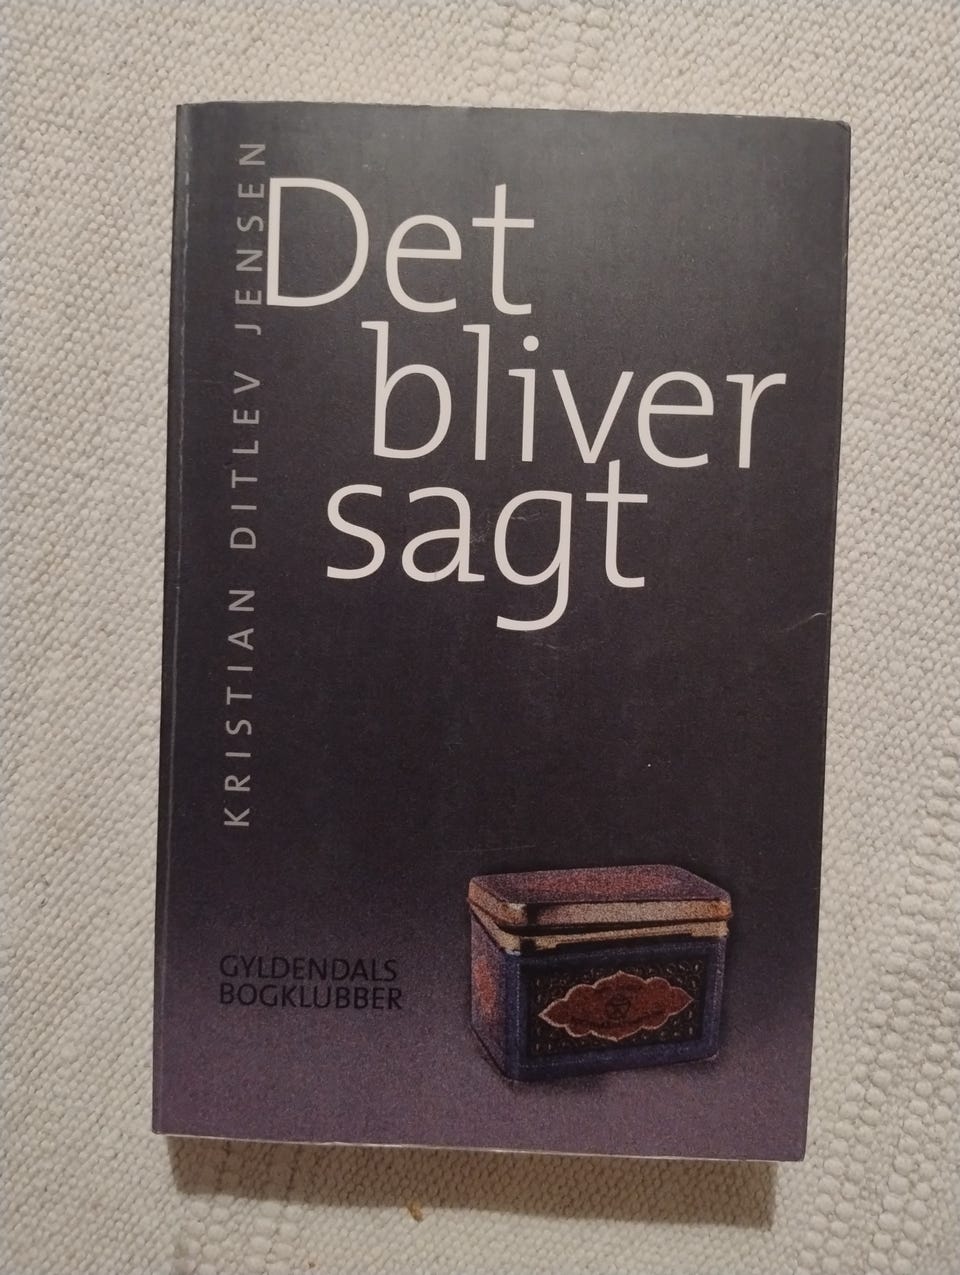 KRISTIAN DITLEV JENSEN
Det
bliver
sagt
GYLDENDALS
BOGKLUBBER